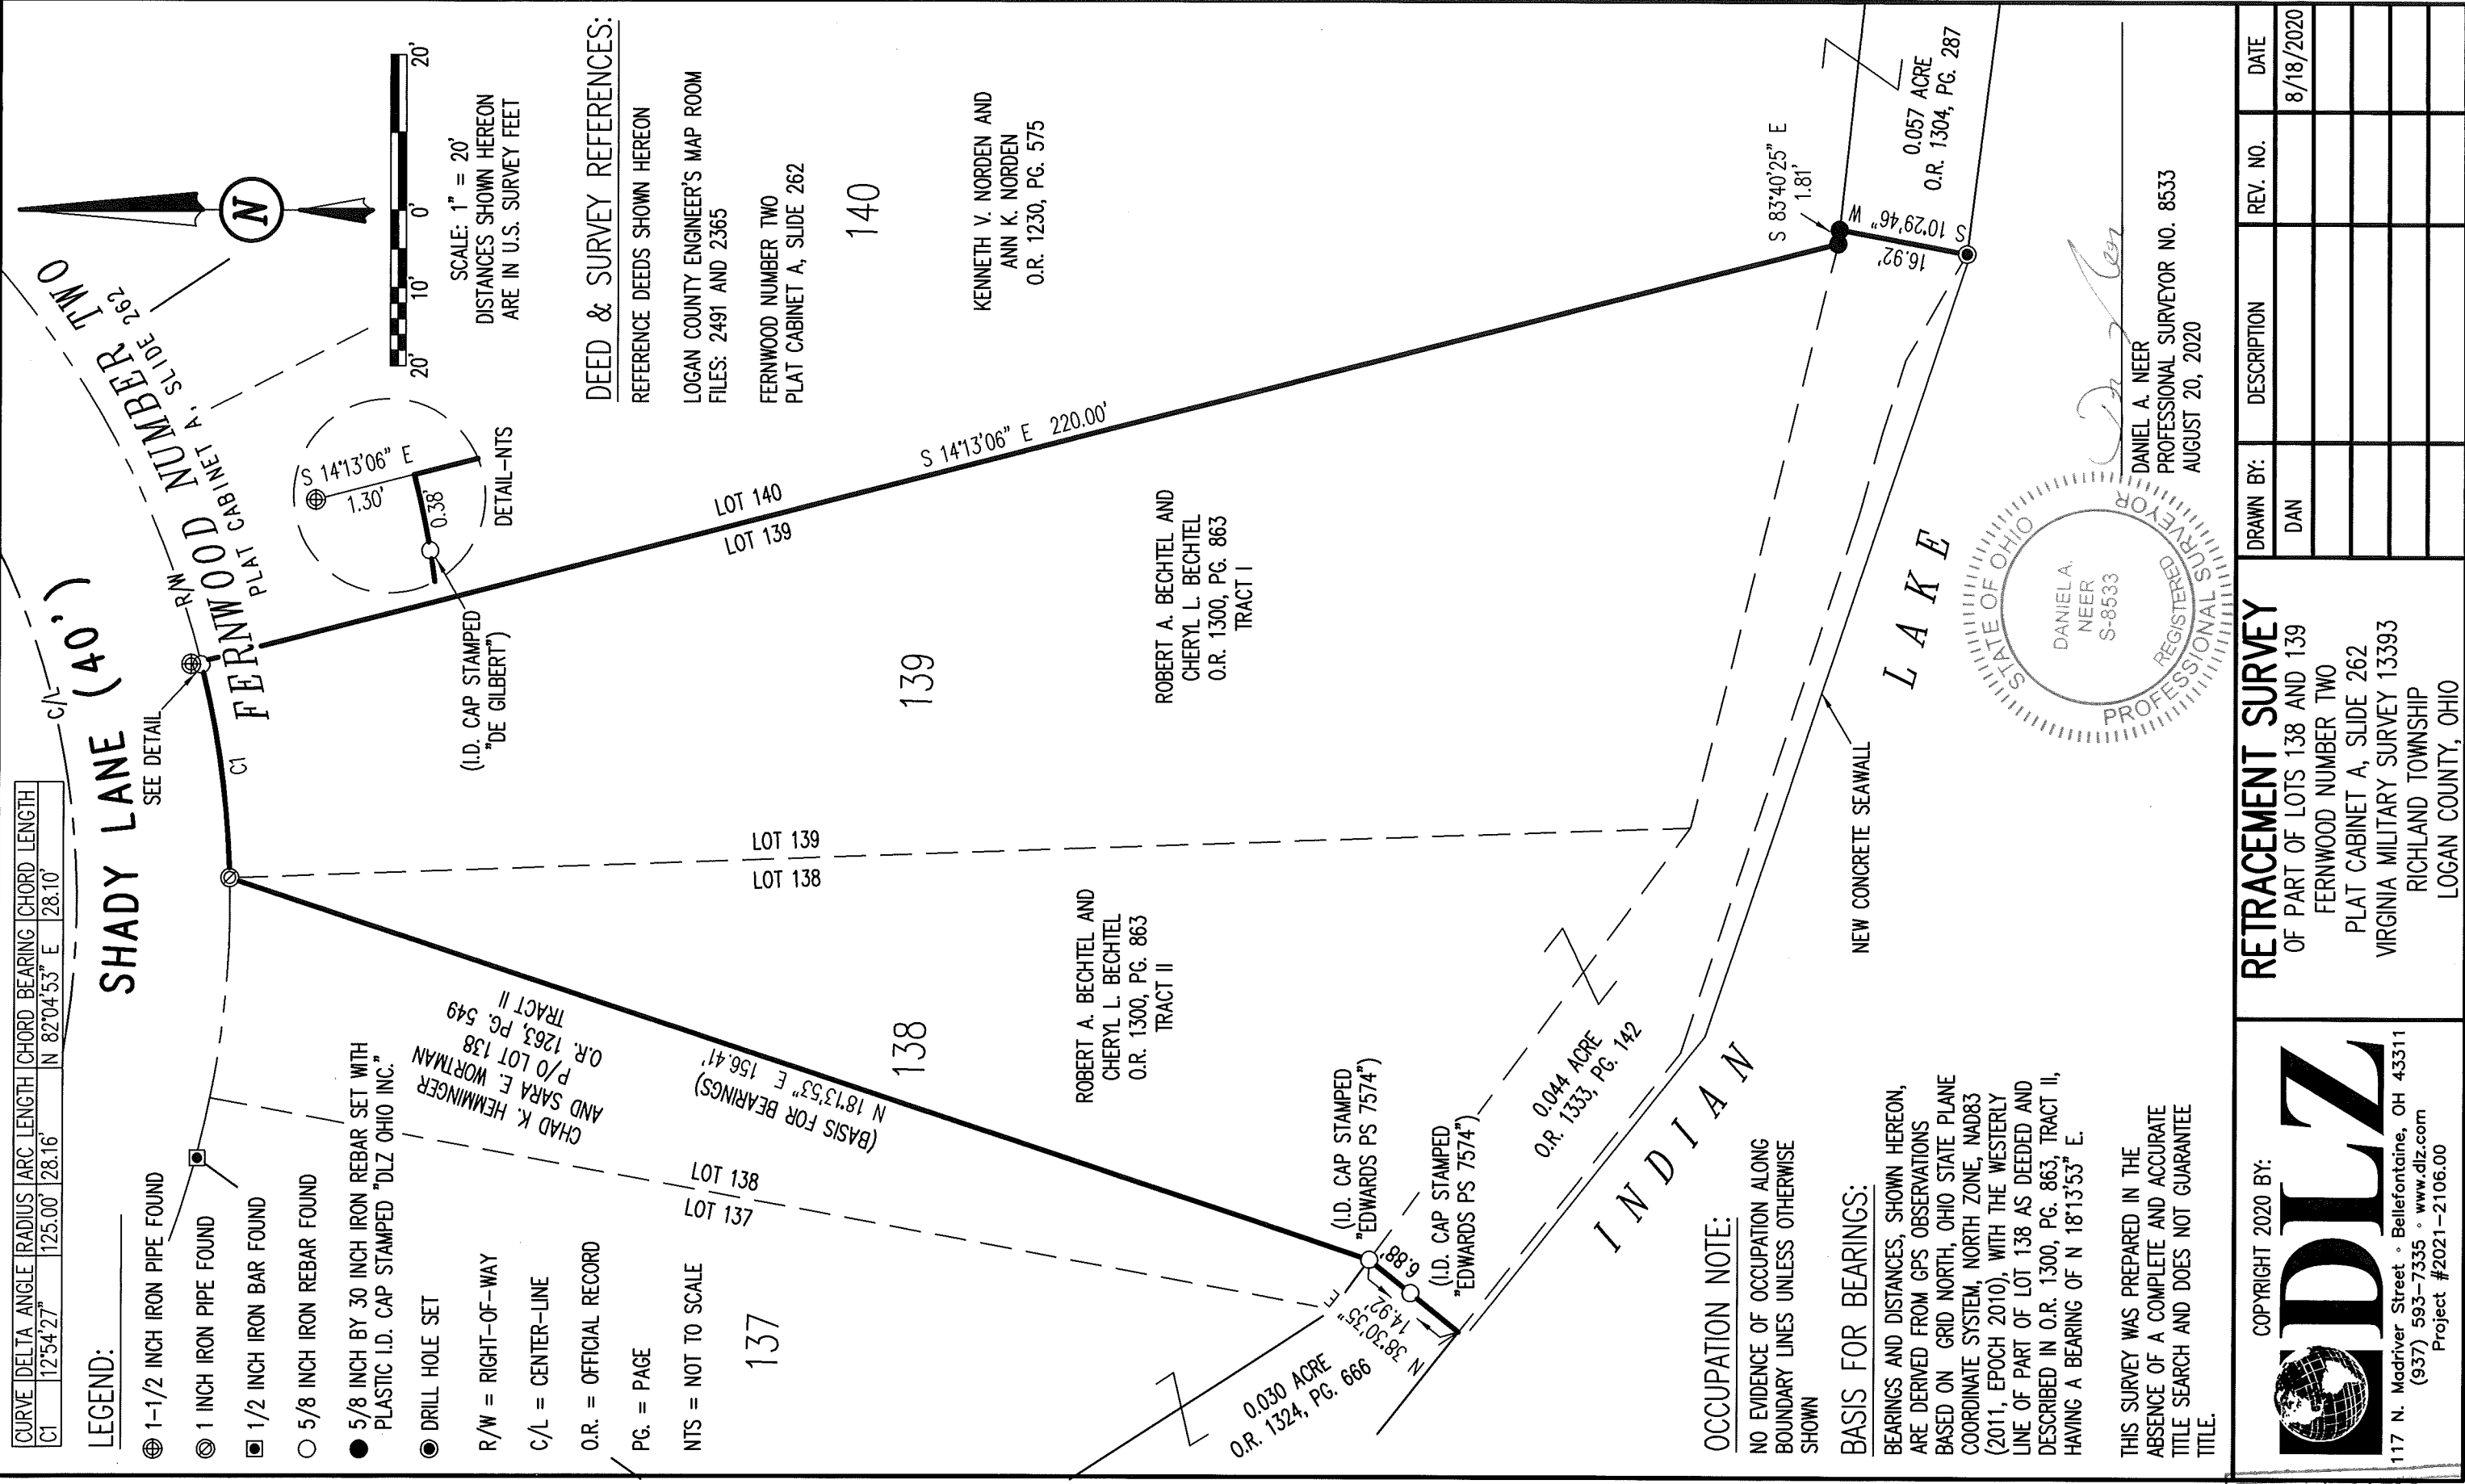 CURVE DELTA ANGLE RADIUS ARC LENGTH CHORD BEARING CHORD LENGTH
C1 12°54'27" 125.00' 28.16' N 82°04'53" E 28.10'
SHADY LANE (40')
C/L
R/W
SEE DETAIL
C1
FERNWOOD NUMBER TWO
PLAT CABINET A, SLIDE 262
N
20' 10' 0' 20'
SCALE: 1" = 20'
DISTANCES SHOWN HEREON
ARE IN U.S. SURVEY FEET
LEGEND:
1-1/2 INCH IRON PIPE FOUND
1 INCH IRON PIPE FOUND
1/2 INCH IRON BAR FOUND
5/8 INCH IRON REBAR FOUND
5/8 INCH BY 30 INCH IRON REBAR SET WITH
PLASTIC I.D. CAP STAMPED "DLZ OHIO INC."
DRILL HOLE SET
R/W = RIGHT-OF-WAY
C/L = CENTER-LINE
O.R. = OFFICIAL RECORD
PG. = PAGE
NTS = NOT TO SCALE
S 14°13'06" E
1.30'
0.38'
DETAIL-NTS
(I.D. CAP STAMPED
"DE GILBERT")
DEED & SURVEY REFERENCES:
REFERENCE DEEDS SHOWN HEREON
LOGAN COUNTY ENGINEER'S MAP ROOM
FILES: 2491 AND 2365
FERNWOOD NUMBER TWO
PLAT CABINET A, SLIDE 262
CHAD K. HEMMINGER
AND SARA E. WORTMAN
P/O LOT 138
O.R. 1263, PG. 549
TRACT II
LOT 137
LOT 138
LOT 138
LOT 139
LOT 139
LOT 140
137
138
139
140
N 18°13'53" E 156.41'
(BASIS FOR BEARINGS)
S 14°13'06" E 220.00'
KENNETH V. NORDEN AND
ANN K. NORDEN
O.R. 1230, PG. 575
ROBERT A. BECHTEL AND
CHERYL L. BECHTEL
O.R. 1300, PG. 863
TRACT II
ROBERT A. BECHTEL AND
CHERYL L. BECHTEL
O.R. 1300, PG. 863
TRACT I
S 83°40'25" E
1.81'
S 10°29'46" W
16.92'
0.057 ACRE
O.R. 1304, PG. 287
(I.D. CAP STAMPED
"EDWARDS PS 7574")
(I.D. CAP STAMPED
"EDWARDS PS 7574")
6.88'
N 38°30'35" E
14.92'
0.030 ACRE
O.R. 1324, PG. 666
0.044 ACRE
O.R. 1333, PG. 142
INDIAN LAKE
NEW CONCRETE SEAWALL
OCCUPATION NOTE:
NO EVIDENCE OF OCCUPATION ALONG
BOUNDARY LINES UNLESS OTHERWISE
SHOWN
BASIS FOR BEARINGS:
BEARINGS AND DISTANCES, SHOWN HEREON,
ARE DERIVED FROM GPS OBSERVATIONS
BASED ON GRID NORTH, OHIO STATE PLANE
COORDINATE SYSTEM, NORTH ZONE, NAD83
(2011, EPOCH 2010), WITH THE WESTERLY
LINE OF PART OF LOT 138 AS DEEDED AND
DESCRIBED IN O.R. 1300, PG. 863, TRACT II,
HAVING A BEARING OF N 18°13'53" E.
THIS SURVEY WAS PREPARED IN THE
ABSENCE OF A COMPLETE AND ACCURATE
TITLE SEARCH AND DOES NOT GUARANTEE
TITLE.
STATE OF OHIO
DANIEL A.
NEER
S-8533
REGISTERED
PROFESSIONAL SURVEYOR
DANIEL A. NEER
PROFESSIONAL SURVEYOR NO. 8533
AUGUST 20, 2020
COPYRIGHT 2020 BY:
DLZ
117 N. Madriver Street ◦ Bellefontaine, OH 43311
(937) 593-7335 ◦ www.dlz.com
Project #2021-2106.00
RETRACEMENT SURVEY
OF PART OF LOTS 138 AND 139
FERNWOOD NUMBER TWO
PLAT CABINET A, SLIDE 262
VIRGINIA MILITARY SURVEY 13393
RICHLAND TOWNSHIP
LOGAN COUNTY, OHIO
DRAWN BY: DESCRIPTION REV. NO. DATE
DAN 8/18/2020